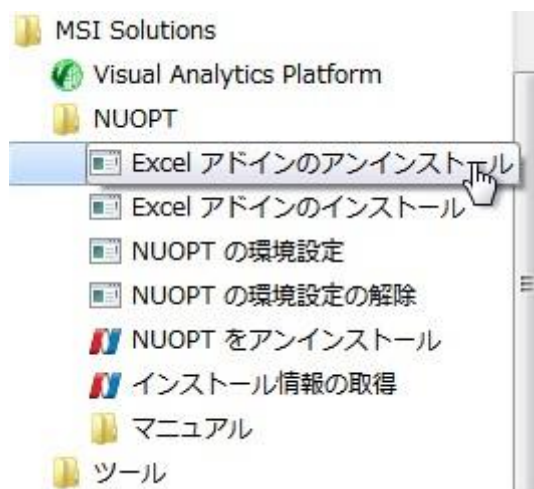 MSI Solutions
Visual Analytics Platform
NUOPT
Excel アドインのアンインストール
Excel アドインのインストール
NUOPT の環境設定
NUOPT の環境設定の解除
NUOPT をアンインストール
インストール情報の取得
マニュアル
ツール